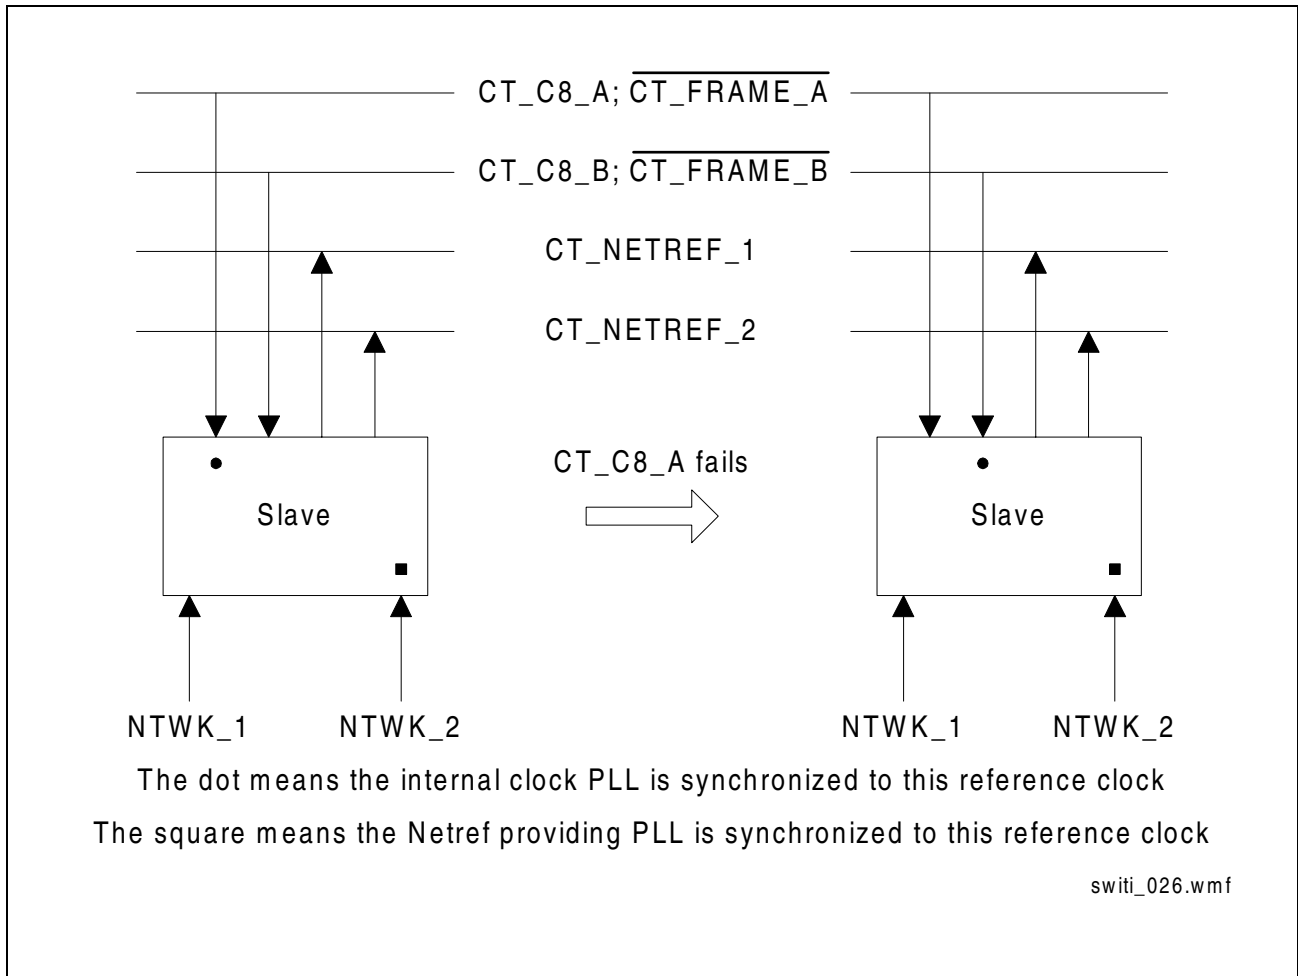 CT_C8_A; CT_FRAME_A
CT_C8_B; CT_FRAME_B
CT_NETREF_1
CT_NETREF_2
CT_C8_A fails
Slave
Slave
NTWK_1
NTWK_2
NTWK_1
NTWK_2
The dot means the internal clock PLL is synchronized to this reference clock
The square means the Netref providing PLL is synchronized to this reference clock
switi_026.wmf